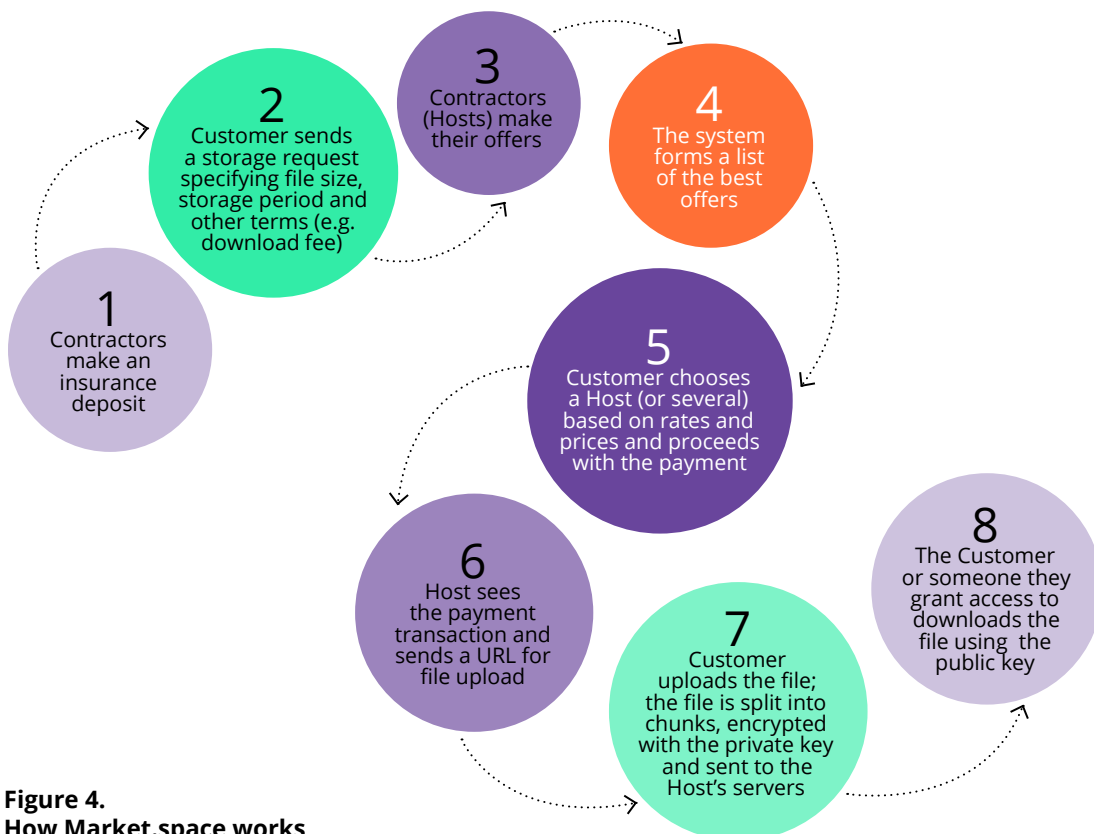 1
Contractors
make an
insurance
deposit
2
Customer sends
a storage request
specifying file size,
storage period and
other terms (e.g.
download fee)
3
Contractors
(Hosts) make
their offers
4
The system
forms a list
of the best
offers
5
Customer chooses
a Host (or several)
based on rates and
prices and proceeds
with the payment
6
Host sees
the payment
transaction and
sends a URL for
file upload
7
Customer
uploads the file;
the file is split into
chunks, encrypted
with the private key
and sent to the
Host's servers
8
The Customer
or someone they
grant access to
downloads the
file using the
public key
Figure 4.
How Market.space works